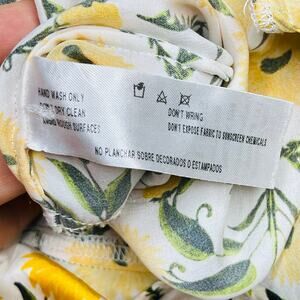 HAND WASH ONLY
DON'T DRY CLEAN
ROUGH SURFACES
DON'T WRING
DON'T EXPOSE FABRIC TO SUNSCREEN CHEMICALS
NO PLANCHAR SOBRE DECORADOS O ESTAMPADOS